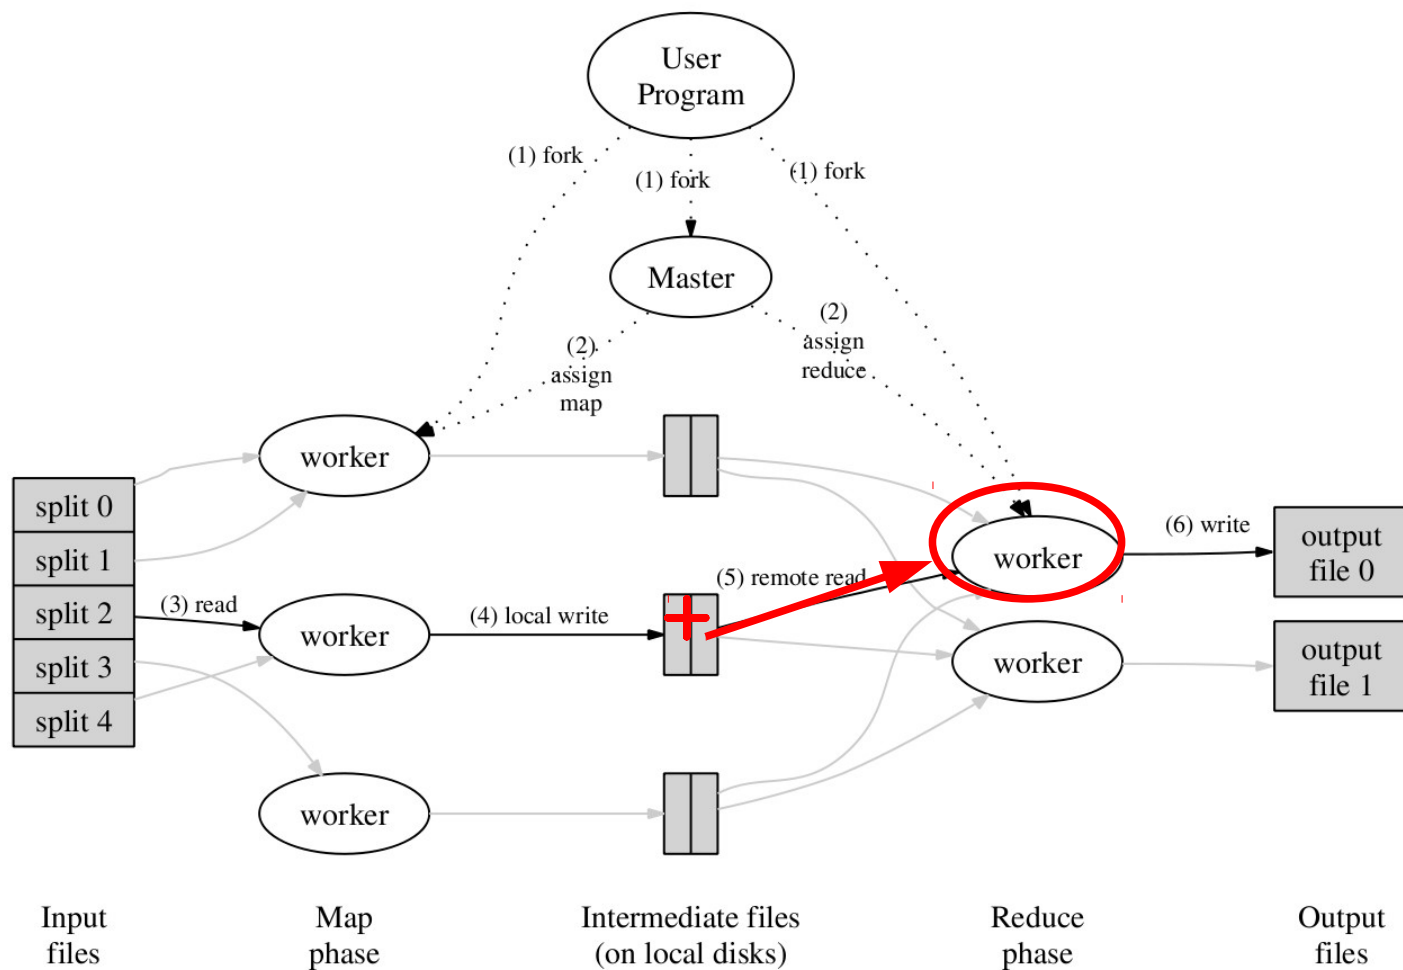 User
Program
(1) fork
(1) fork
(1) fork
Master
(2)
assign
map
(2)
assign
reduce
worker
split 0
split 1
split 2
split 3
split 4
(3) read
worker
(4) local write
(5) remote read
worker
(6) write
output
file 0
worker
output
file 1
worker
Input
files
Map
phase
Intermediate files
(on local disks)
Reduce
phase
Output
files